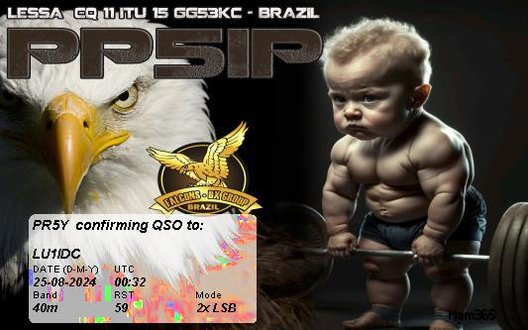 LESSA CQ 11 ITU 15 GG53KC - BRAZIL
PP5IP
FALCONS - DX GROUP
BRAZIL
PR5Y confirming QSO to:
LU1IDC
DATE (D-M-Y) UTC
25-08-2024 00:32
Band RST Mode
40m 59 2x LSB
Ham365